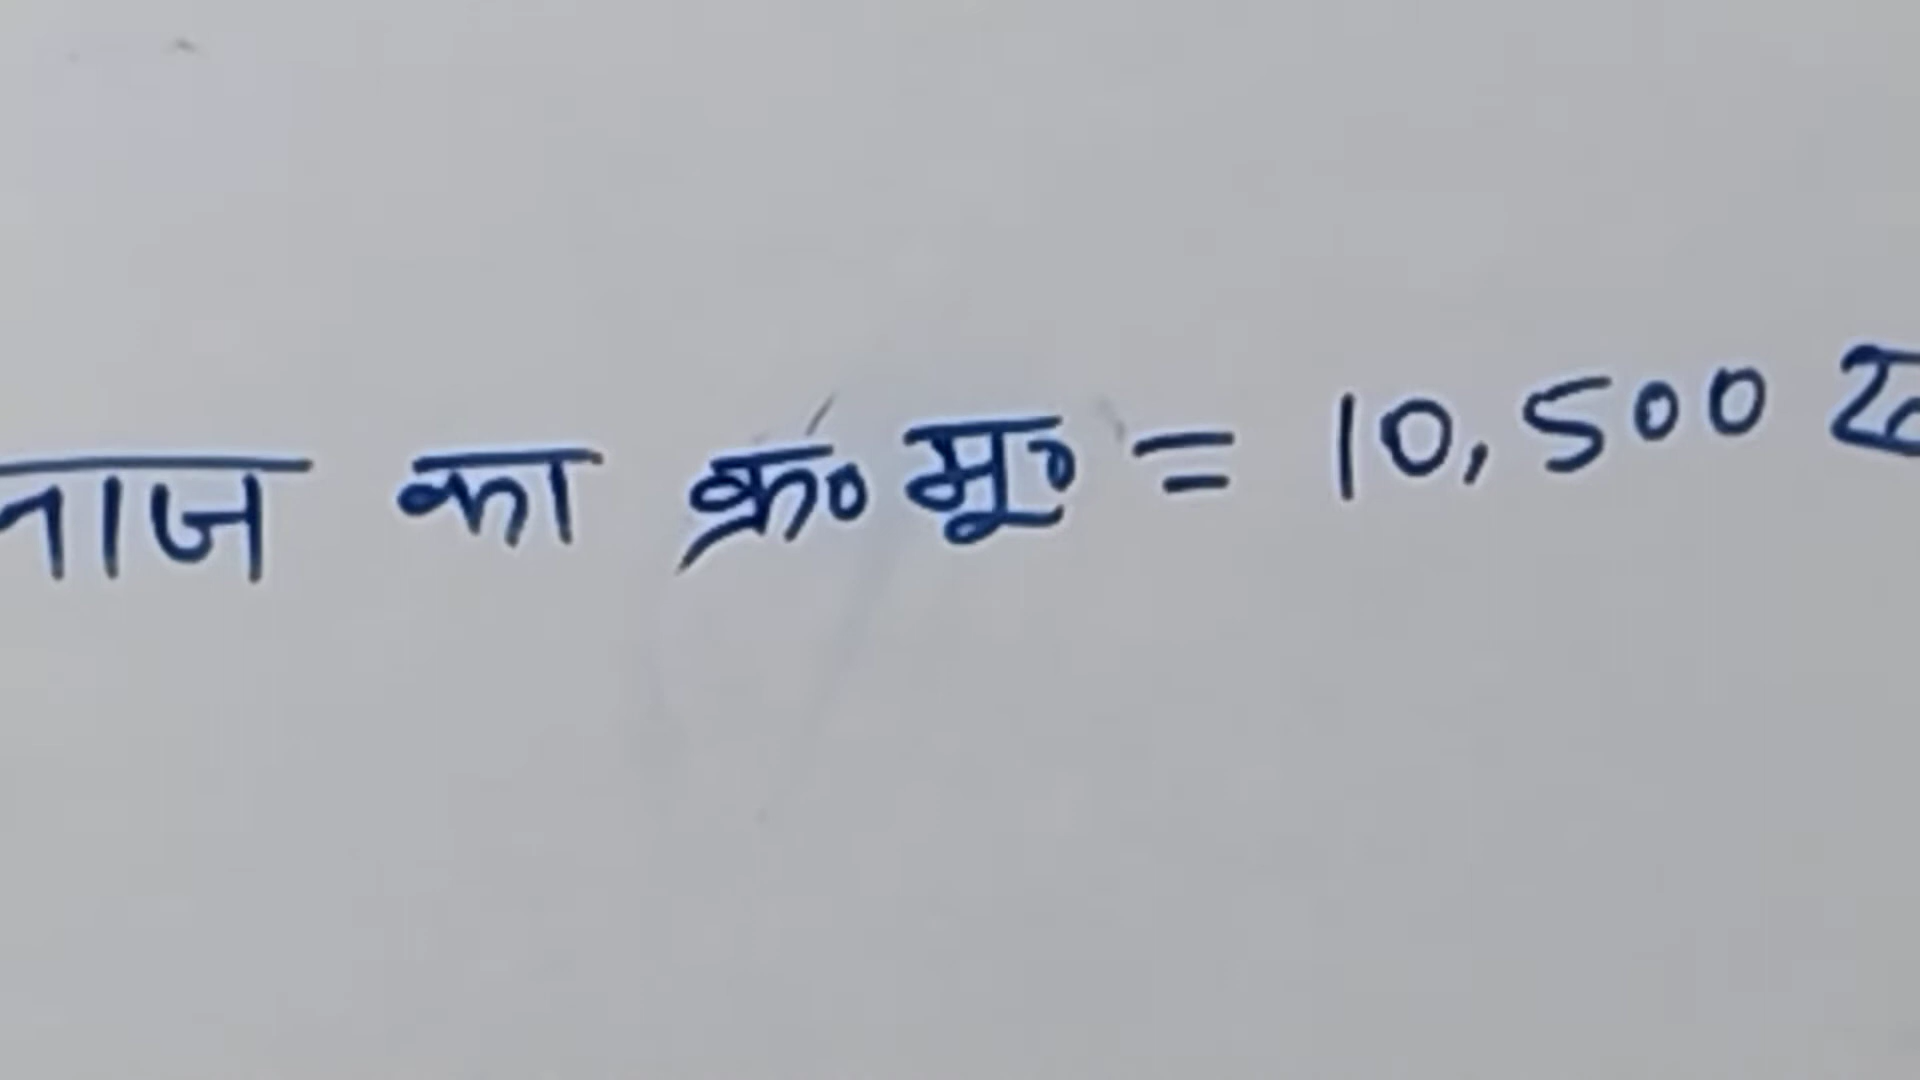 नाज का क्र० मू० = 10,500 रु